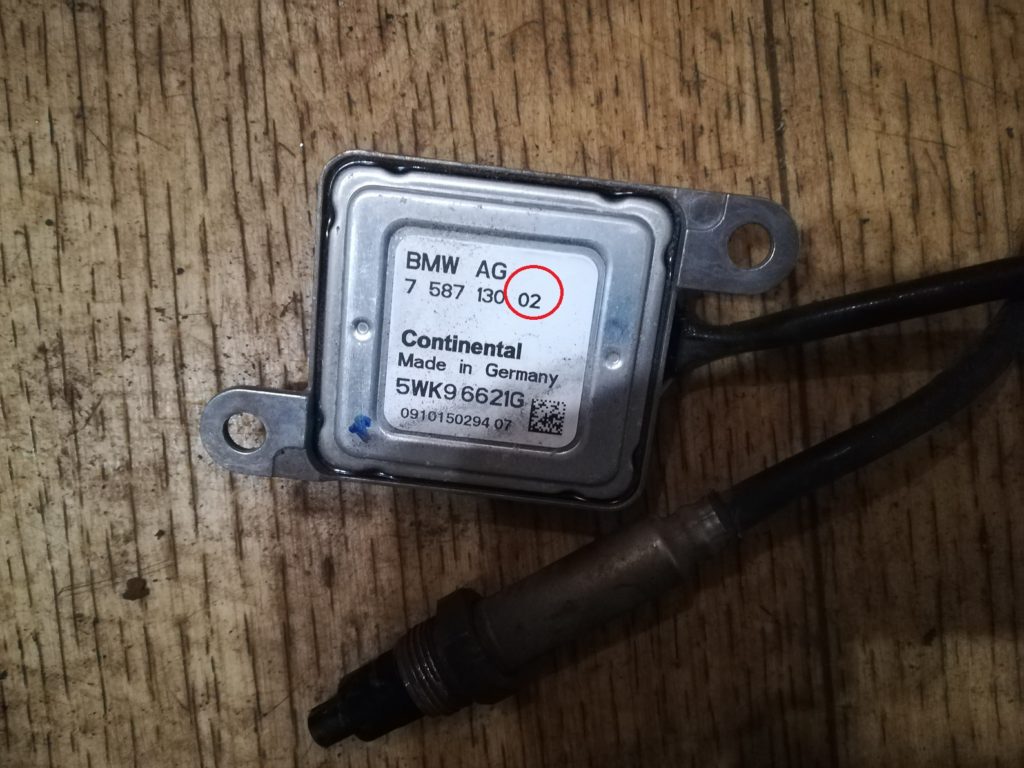 BMW AG
7 587 130 02
Continental
Made in Germany
5WK9 6621G
0910150294 07